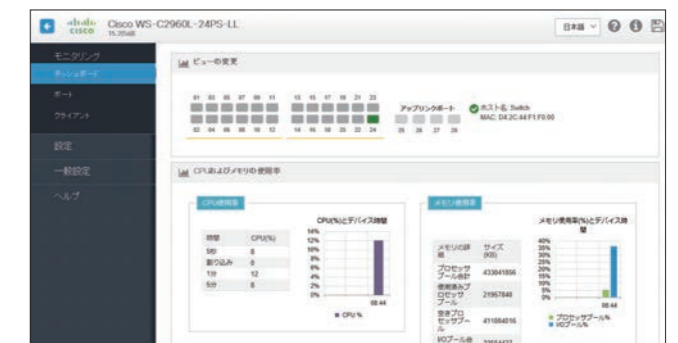 cisco
Cisco WS-C2960L-24PS-LL
日本語
モニタリング
ダッシュボード
ポート
クライアント
設定
一般設定
ヘルプ
ビューの変更
01 03 05 07 09 11 13 15 17 19 21 23
02 04 06 08 10 12 14 16 18 20 22 24
アップリンクポート
25 26 27 28
ホスト名: Switch
MAC: D4:2C:44:F1:F0:00
CPUおよびメモリの使用率
CPU使用率
時間 CPU(%)
5秒 8
割り込み 0
1分 12
5分 8
CPU(%)とデバイス時間
14%
12%
10%
8%
6%
4%
2%
0%
08:44
CPU %
メモリ使用率
メモリの詳細 サイズ(KB)
プロセッサプール合計 433041856
使用済みプロセッサプール 21957840
空きプロセッサプール 411084016
I/Oプール合
メモリ使用率(%)とデバイス時間
40%
35%
30%
25%
20%
15%
10%
5%
0%
08:44
プロセッサプール%
I/Oプール%